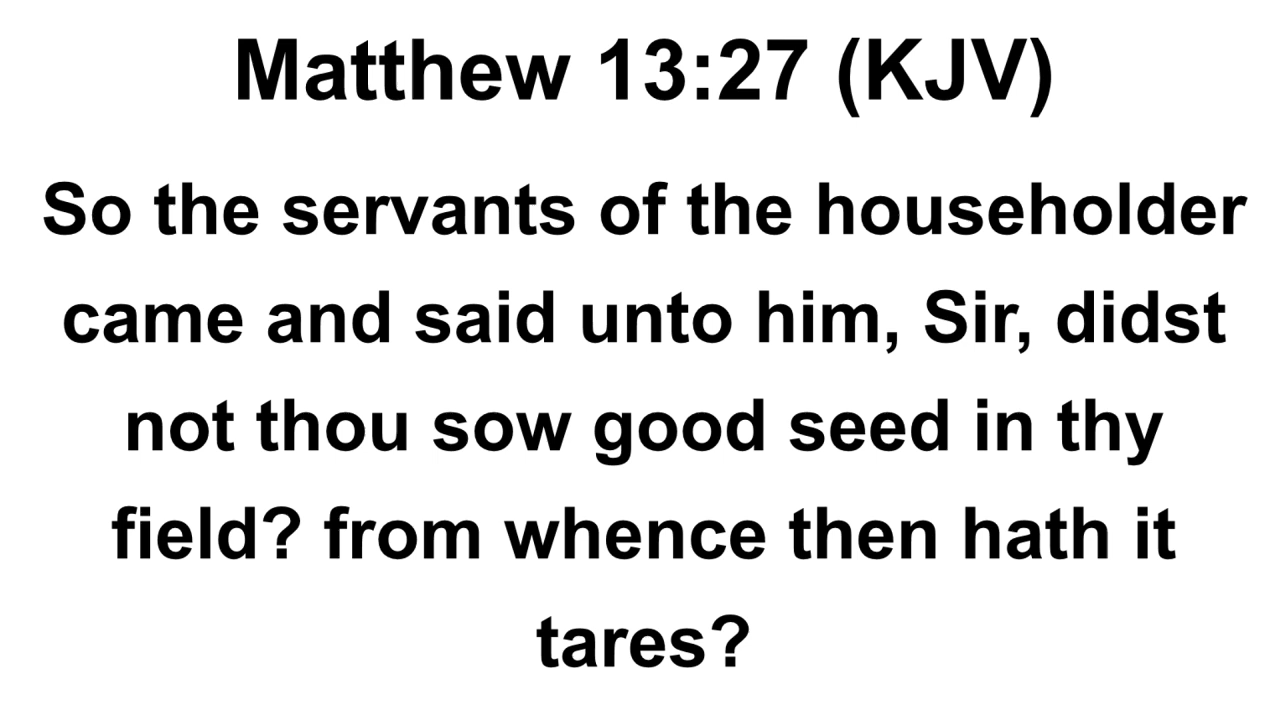 Matthew 13:27 (KJV)
So the servants of the householder
came and said unto him, Sir, didst
not thou sow good seed in thy
field? from whence then hath it
tares?